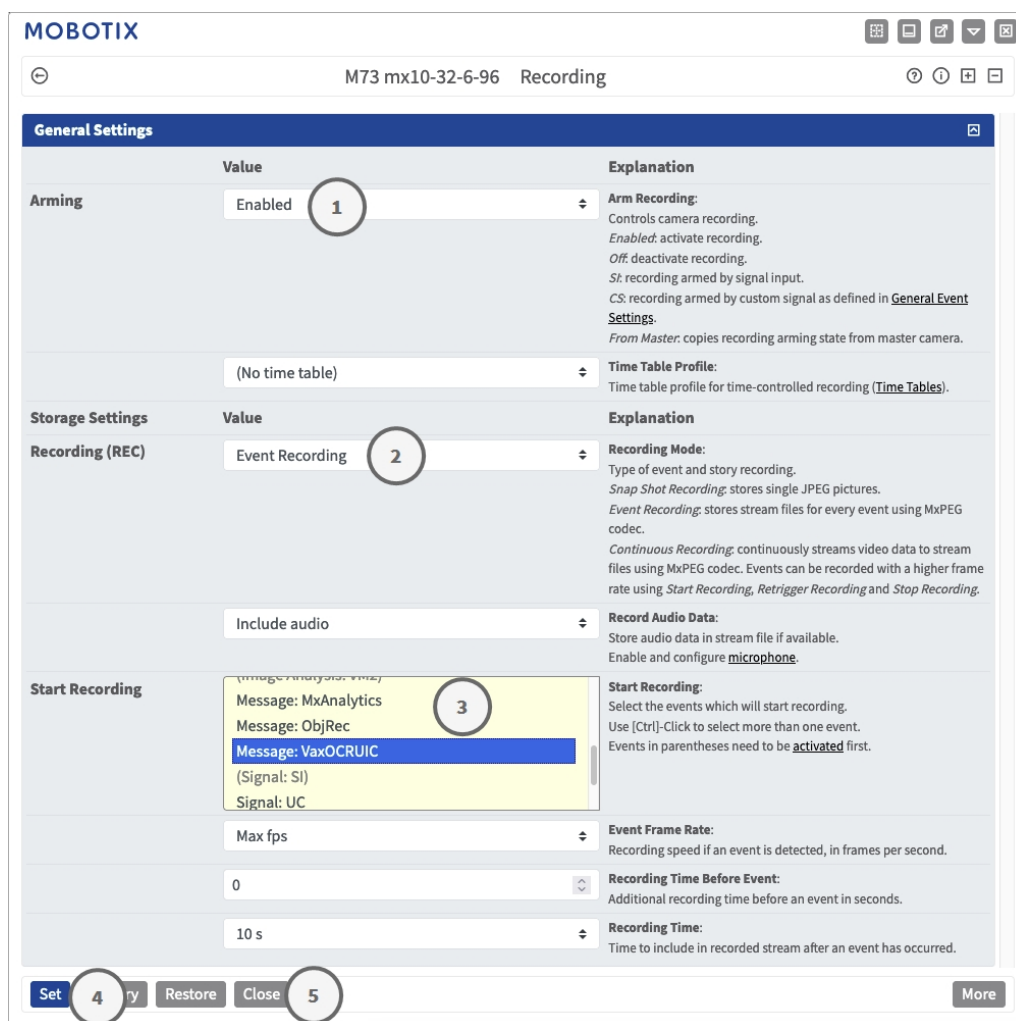 MOBOTIX
M73 mx10-32-6-96 Recording
General Settings
Value Explanation
Arming
Enabled
1
Arm Recording:
Controls camera recording.
Enabled: activate recording.
Off: deactivate recording.
SI: recording armed by signal input.
CS: recording armed by custom signal as defined in General Event
Settings.
From Master: copies recording arming state from master camera.
(No time table)
Time Table Profile:
Time table profile for time-controlled recording (Time Tables).
Storage Settings Value Explanation
Recording (REC)
Event Recording
2
Recording Mode:
Type of event and story recording.
Snap Shot Recording: stores single JPEG pictures.
Event Recording: stores stream files for every event using MxPEG
codec.
Continuous Recording: continuously streams video data to stream
files using MxPEG codec. Events can be recorded with a higher frame
rate using Start Recording, Retrigger Recording and Stop Recording.
Include audio
Record Audio Data:
Store audio data in stream file if available.
Enable and configure microphone.
Start Recording
(Image Analysis: VM2)
Message: MxAnalytics
3
Message: ObjRec
Message: VaxOCRUIC
(Signal: SI)
Signal: UC
Start Recording:
Select the events which will start recording.
Use [Ctrl]-Click to select more than one event.
Events in parentheses need to be activated first.
Max fps
Event Frame Rate:
Recording speed if an event is detected, in frames per second.
0
Recording Time Before Event:
Additional recording time before an event in seconds.
10 s
Recording Time:
Time to include in recorded stream after an event has occurred.
Set 4 ry Restore Close 5 More